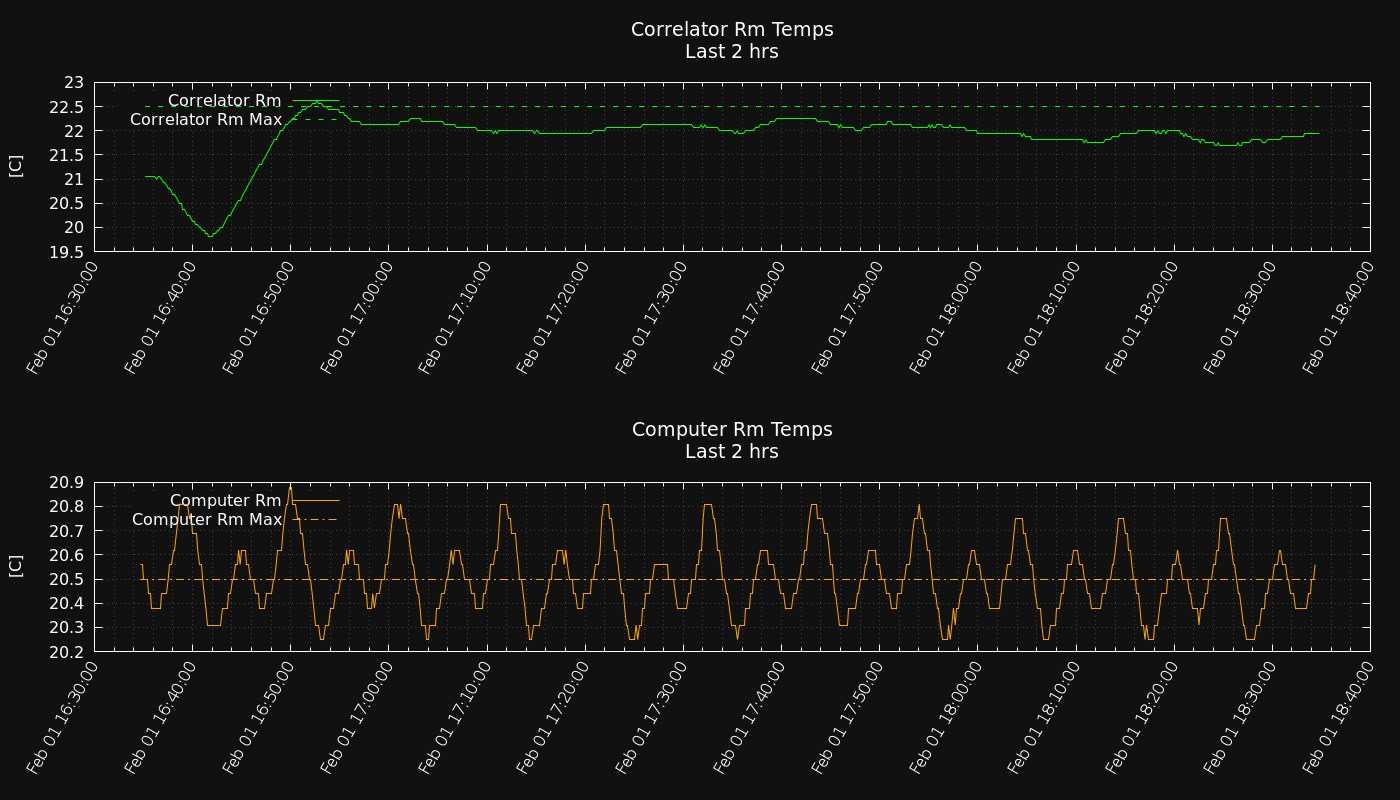 Correlator Rm Temps
Last 2 hrs
[C]
23
22.5
22
21.5
21
20.5
20
19.5
Correlator Rm
Correlator Rm Max
Feb 01 16:30:00
Feb 01 16:40:00
Feb 01 16:50:00
Feb 01 17:00:00
Feb 01 17:10:00
Feb 01 17:20:00
Feb 01 17:30:00
Feb 01 17:40:00
Feb 01 17:50:00
Feb 01 18:00:00
Feb 01 18:10:00
Feb 01 18:20:00
Feb 01 18:30:00
Feb 01 18:40:00
Computer Rm Temps
Last 2 hrs
[C]
20.9
20.8
20.7
20.6
20.5
20.4
20.3
20.2
Computer Rm
Computer Rm Max
Feb 01 16:30:00
Feb 01 16:40:00
Feb 01 16:50:00
Feb 01 17:00:00
Feb 01 17:10:00
Feb 01 17:20:00
Feb 01 17:30:00
Feb 01 17:40:00
Feb 01 17:50:00
Feb 01 18:00:00
Feb 01 18:10:00
Feb 01 18:20:00
Feb 01 18:30:00
Feb 01 18:40:00